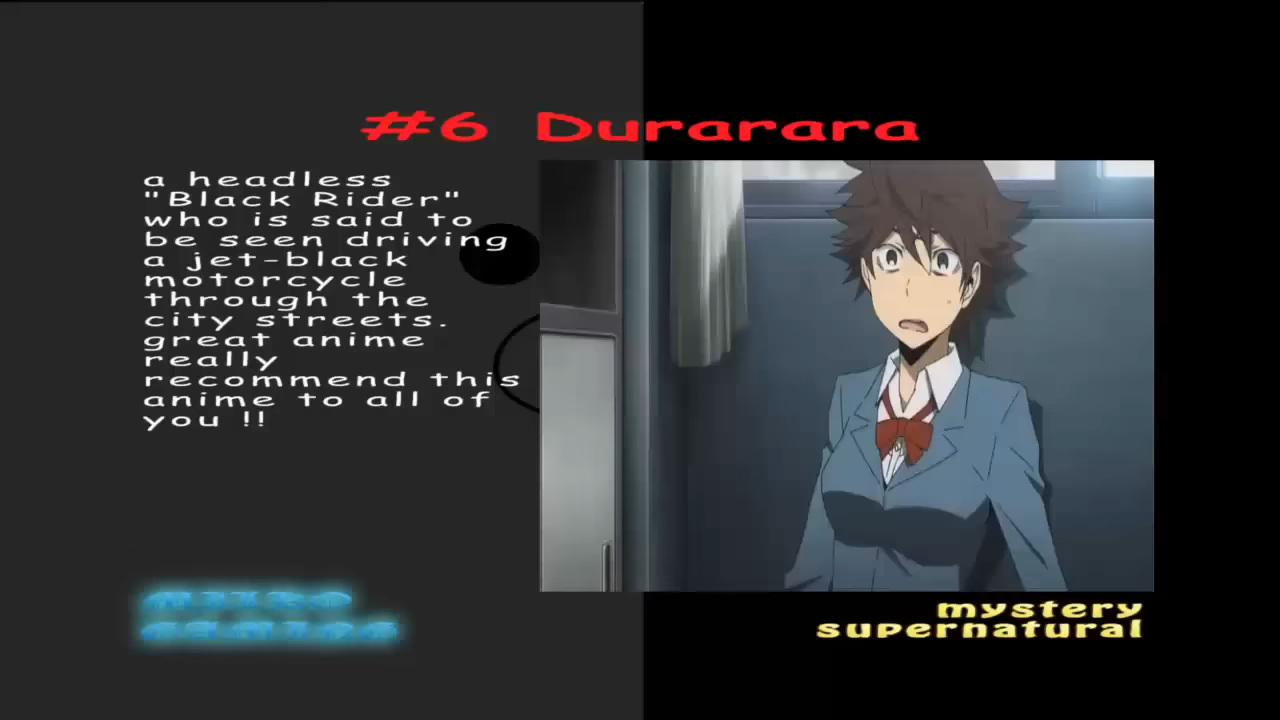 #6 Durarara
a headless
"Black Rider"
who is said to
be seen driving
a jet-black
motorcycle
through the
city streets.
great anime
really
recommend this
anime to all of
you !!
mystery
supernatural